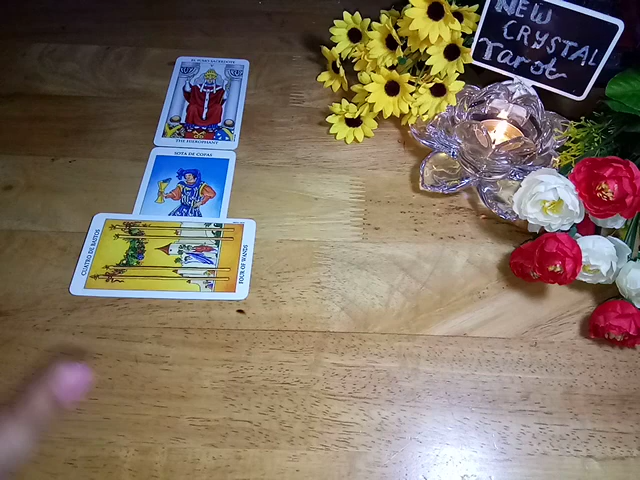 NEW
CRYSTAL
Tarot
V
THE HIEROPHANT
SOTA DE COPAS
CUATRO DE BASTOS
FOUR OF WANDS